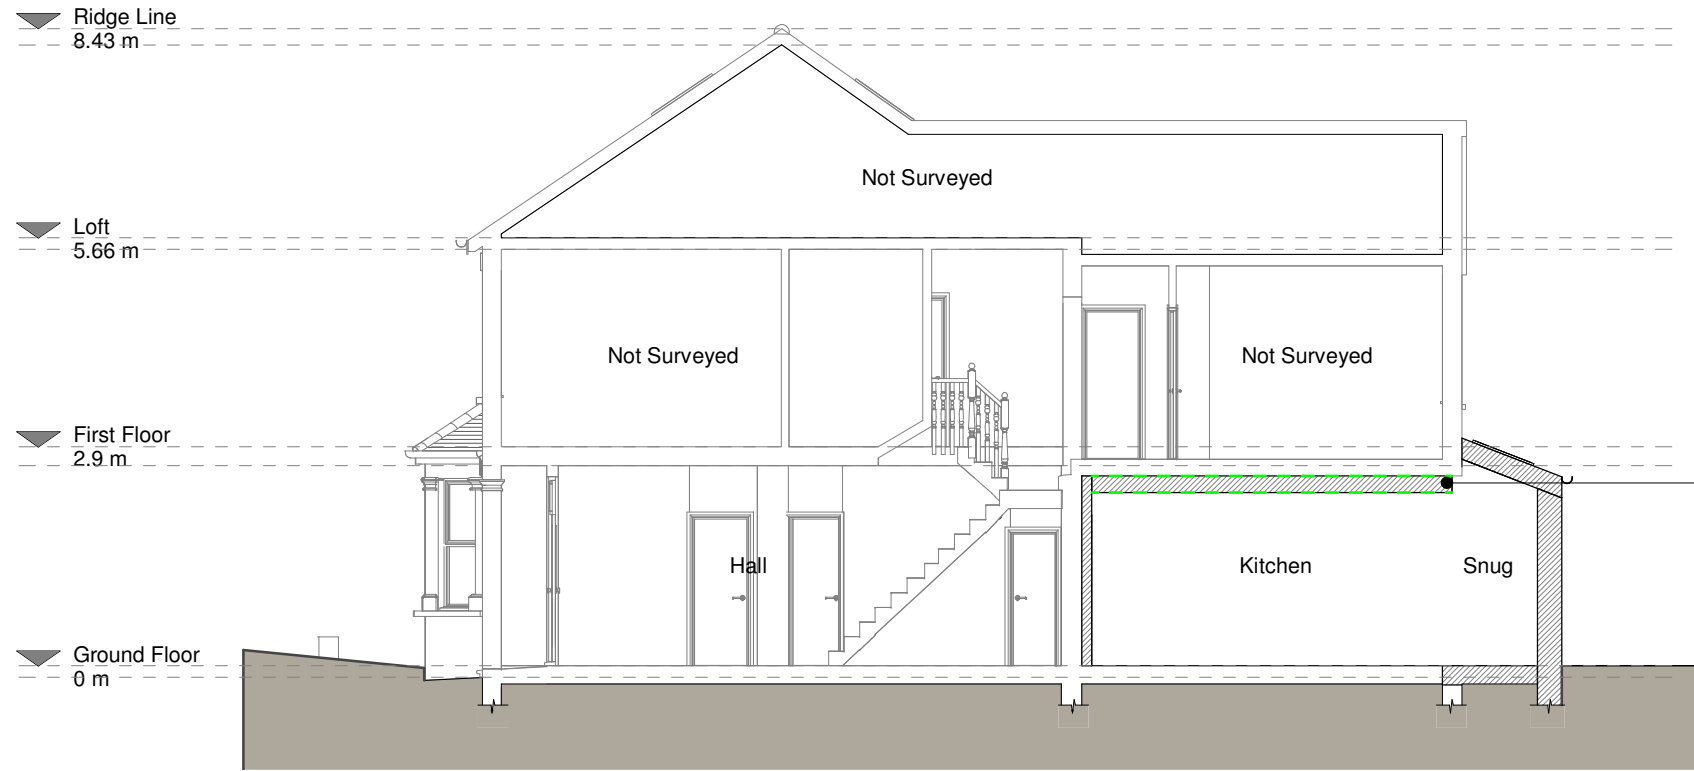 Ridge Line
8.43 m
Not Surveyed
Loft
5.66 m
Not Surveyed
Not Surveyed
First Floor
2.9 m
Hall
Kitchen
Snug
Ground Floor
0 m